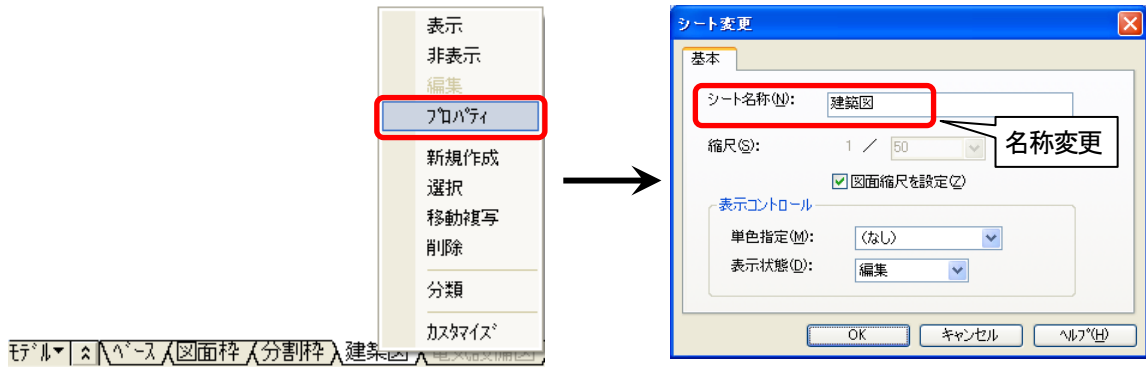 表示
非表示
編集
プロパティ
新規作成
選択
移動複写
削除
分類
カスタマイズ
モデル▼ ベース 図面枠 分割枠 建築図 電気設備図
シート変更
基本
シート名称(N): 建築図
名称変更
縮尺(S): 1 / 50
図面縮尺を設定(Z)
表示コントロール
単色指定(M): (なし)
表示状態(D): 編集
OK キャンセル ヘルプ(H)